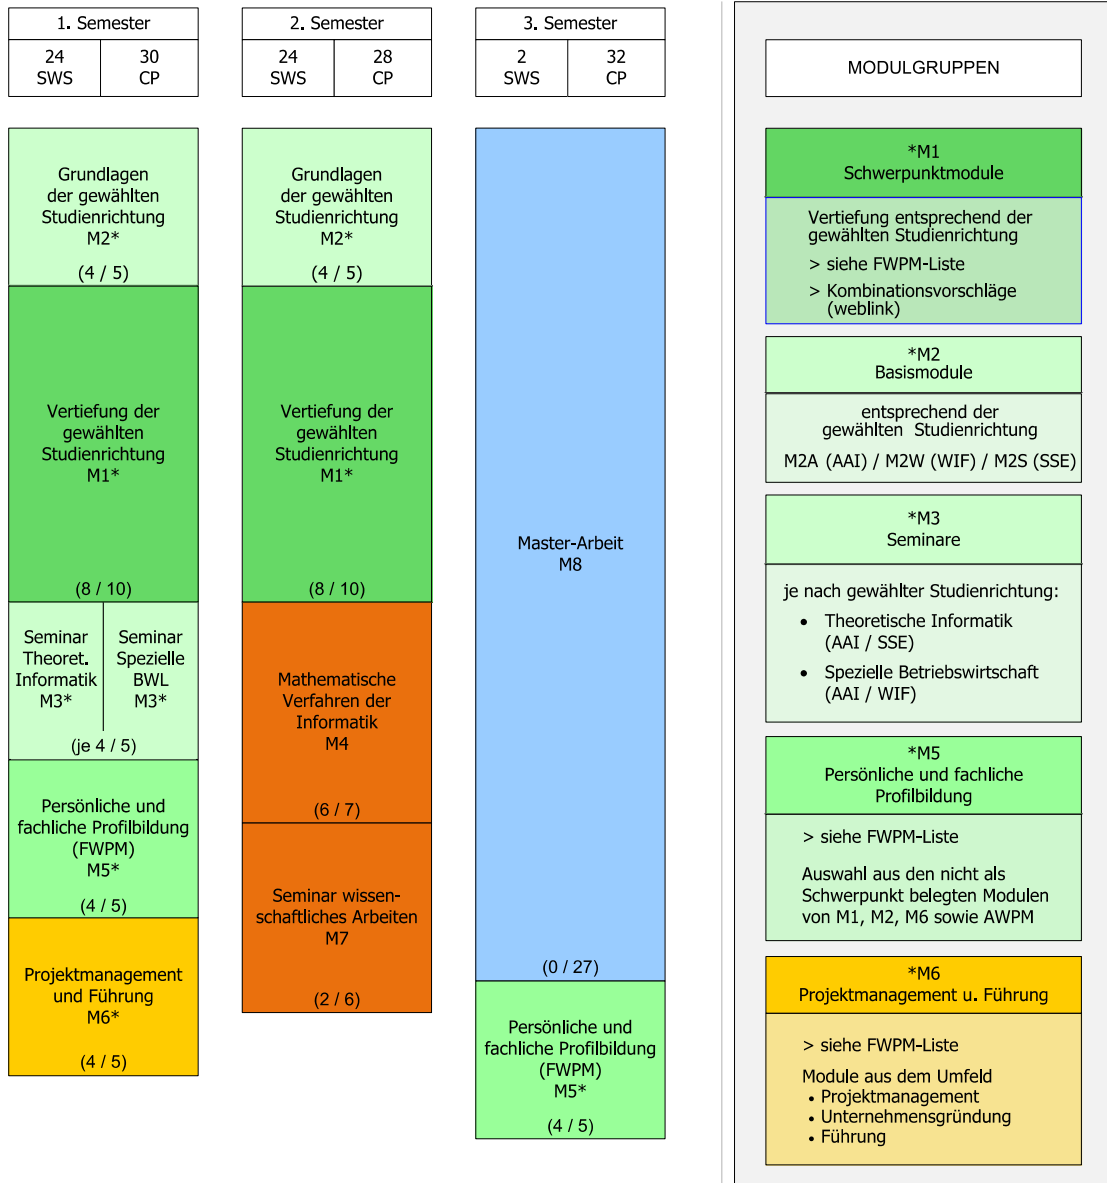 1. Semester
24
SWS
30
CP
Grundlagen
der gewählten
Studienrichtung
M2*
(4 / 5)
Vertiefung der
gewählten
Studienrichtung
M1*
(8 / 10)
Seminar
Theoret.
Informatik
M3*
Seminar
Spezielle
BWL
M3*
(je 4 / 5)
Persönliche und
fachliche Profilbildung
(FWPM)
M5*
(4 / 5)
Projektmanagement
und Führung
M6*
(4 / 5)
2. Semester
24
SWS
28
CP
Grundlagen
der gewählten
Studienrichtung
M2*
(4 / 5)
Vertiefung der
gewählten
Studienrichtung
M1*
(8 / 10)
Mathematische
Verfahren der
Informatik
M4
(6 / 7)
Seminar wissen-
schaftliches Arbeiten
M7
(2 / 6)
3. Semester
2
SWS
32
CP
Master-Arbeit
M8
(0 / 27)
Persönliche und
fachliche Profilbildung
(FWPM)
M5*
(4 / 5)
MODULGRUPPEN
*M1
Schwerpunktmodule
Vertiefung entsprechend der
gewählten Studienrichtung
> siehe FWPM-Liste
> Kombinationsvorschläge
(weblink)
*M2
Basismodule
entsprechend der
gewählten Studienrichtung
M2A (AAI) / M2W (WIF) / M2S (SSE)
*M3
Seminare
je nach gewählter Studienrichtung:
• Theoretische Informatik
(AAI / SSE)
• Spezielle Betriebswirtschaft
(AAI / WIF)
*M5
Persönliche und fachliche
Profilbildung
> siehe FWPM-Liste
Auswahl aus den nicht als
Schwerpunkt belegten Modulen
von M1, M2, M6 sowie AWPM
*M6
Projektmanagement u. Führung
> siehe FWPM-Liste
Module aus dem Umfeld
• Projektmanagement
• Unternehmensgründung
• Führung